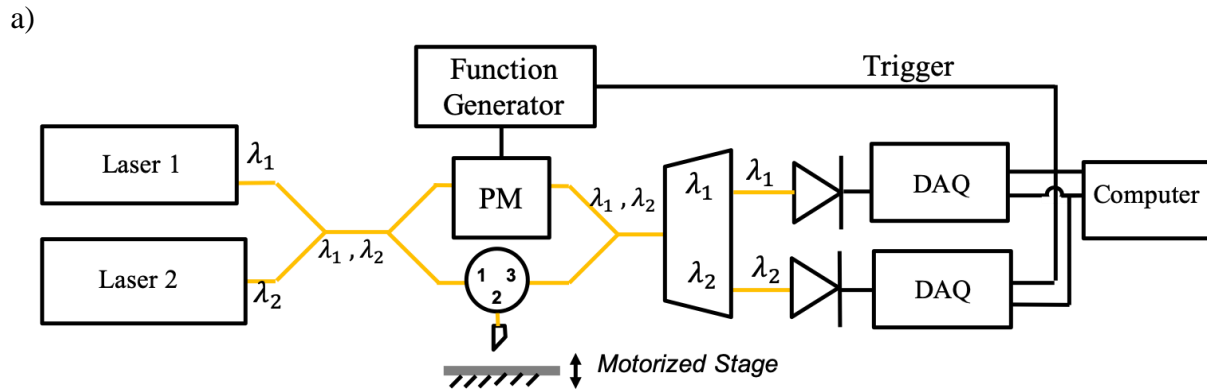 a)
Function
Generator
Trigger
Laser 1
λ₁
PM
λ₁ , λ₂
λ₁
λ₁
DAQ
Computer
Laser 2
λ₂
λ₁ , λ₂
1 3
2
λ₂
λ₂
DAQ
Motorized Stage